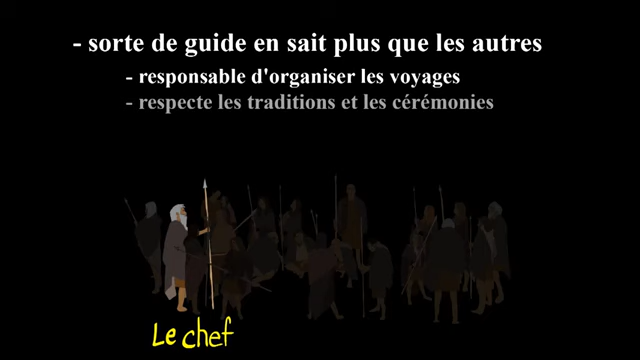 - sorte de guide en sait plus que les autres
- responsable d'organiser les voyages
- respecte les traditions et les cérémonies
Le chef